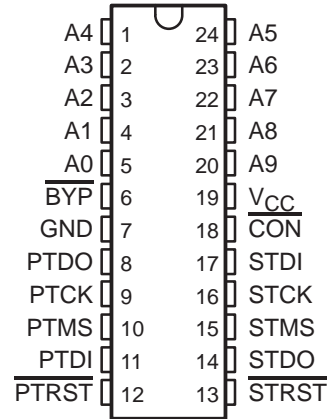 A4 1 24 A5
A3 2 23 A6
A2 3 22 A7
A1 4 21 A8
A0 5 20 A9
BYP 6 19 VCC
GND 7 18 CON
PTDO 8 17 STDI
PTCK 9 16 STCK
PTMS 10 15 STMS
PTDI 11 14 STDO
PTRST 12 13 STRST